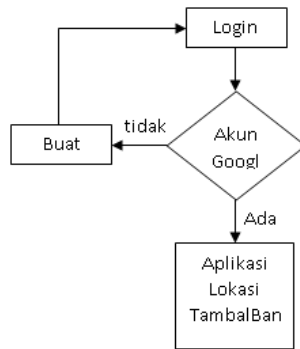 Login
tidak
Buat
Akun
Googl
Ada
Aplikasi
Lokasi
TambalBan